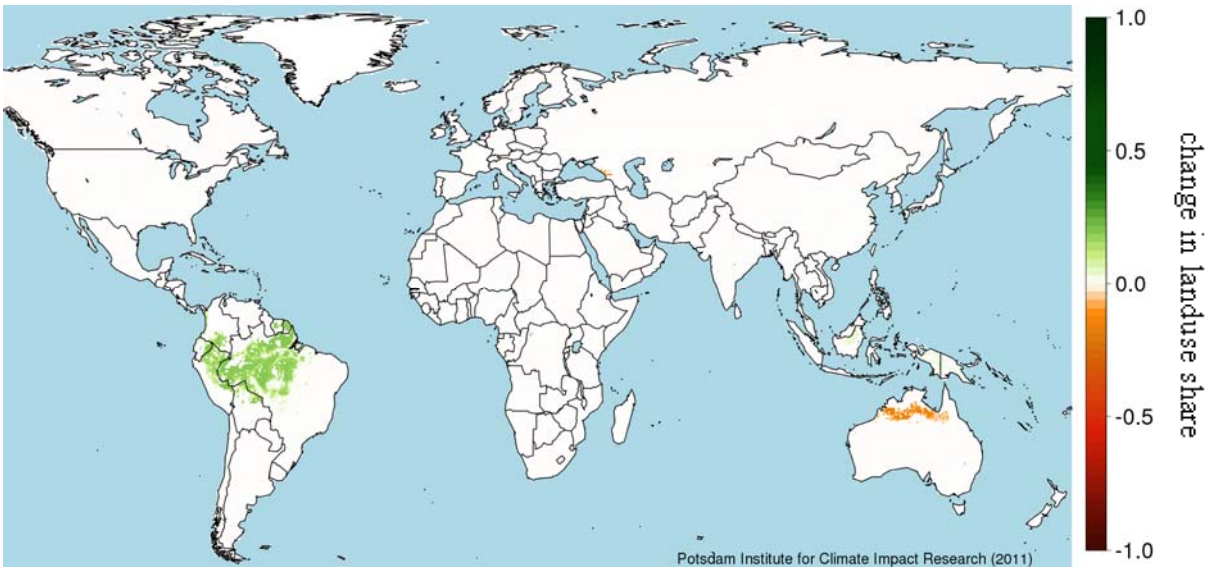 1.0
0.5
0.0
-0.5
-1.0
change in landuse share
Potsdam Institute for Climate Impact Research (2011)